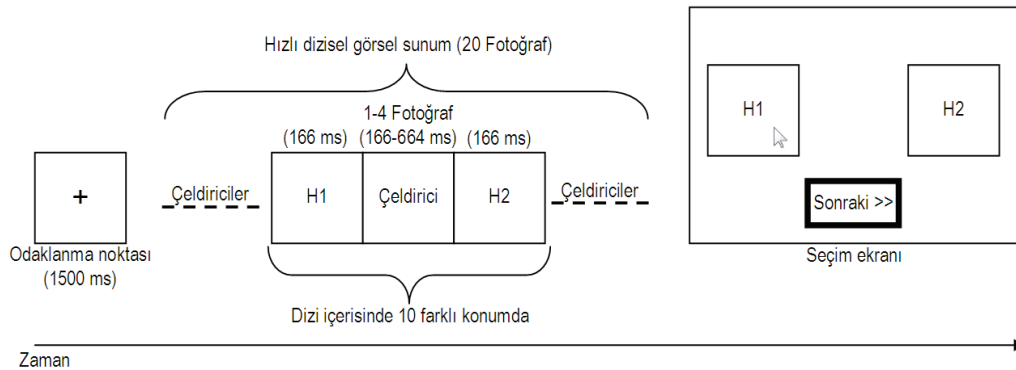 Hızlı dizisel görsel sunum (20 Fotoğraf)
1-4 Fotoğraf
(166 ms) (166-664 ms) (166 ms)
+
Çeldiriciler
H1
Çeldirici
H2
Çeldiriciler
Odaklanma noktası
(1500 ms)
Dizi içerisinde 10 farklı konumda
H1
H2
Sonraki >>
Seçim ekranı
Zaman